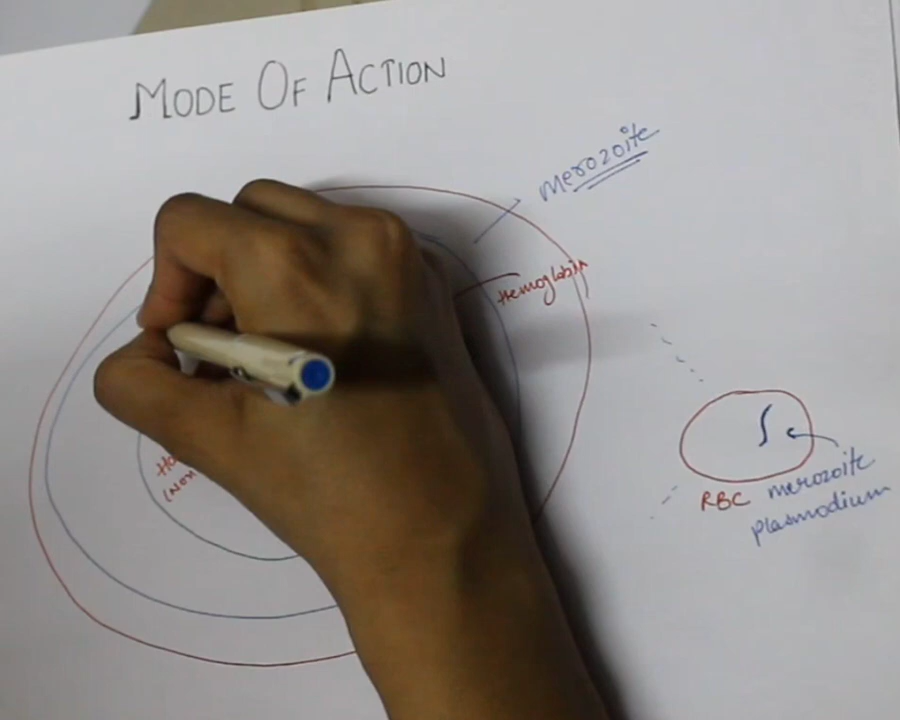 MODE OF ACTION
merozoite
Hemoglobin
RBC merozoite
plasmodium